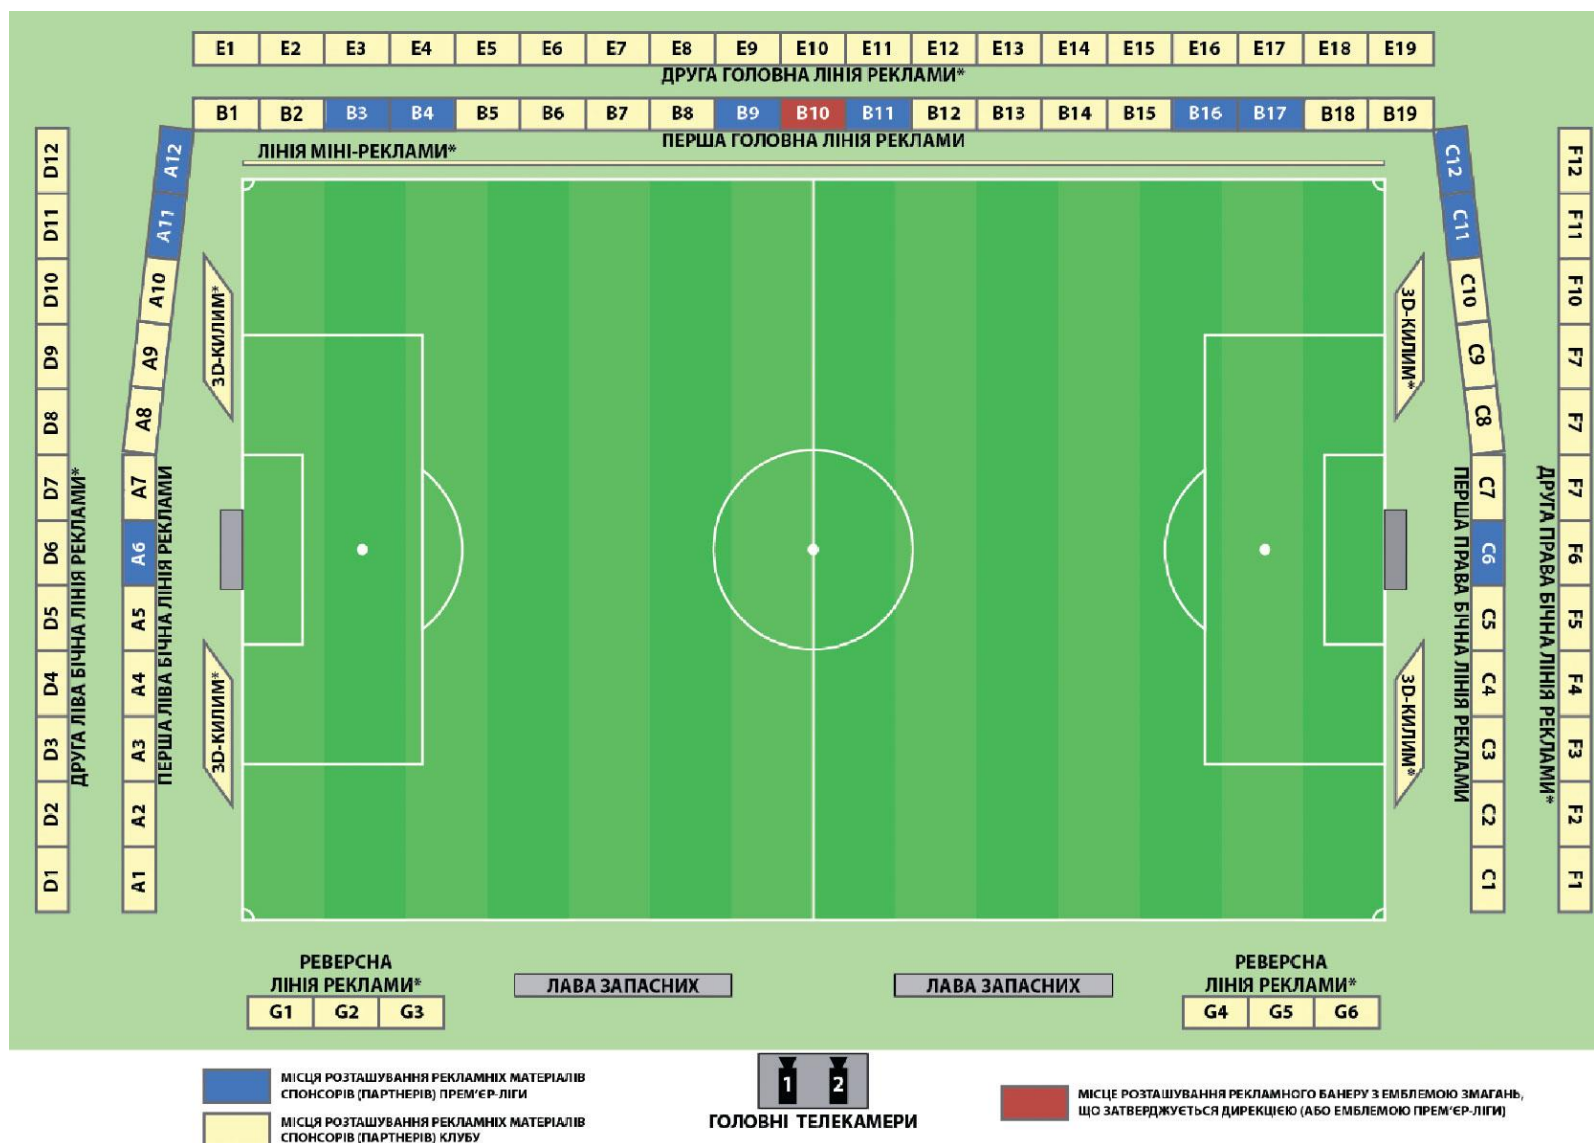 E1 E2 E3 E4 E5 E6 E7 E8 E9 E10 E11 E12 E13 E14 E15 E16 E17 E18 E19
ДРУГА ГОЛОВНА ЛІНІЯ РЕКЛАМИ*
B1 B2 B3 B4 B5 B6 B7 B8 B9 B10 B11 B12 B13 B14 B15 B16 B17 B18 B19
ПЕРША ГОЛОВНА ЛІНІЯ РЕКЛАМИ
ЛІНІЯ МІНІ-РЕКЛАМИ*
D12
D11
D10
D9
D8
D7
D6
D5
D4
D3
D2
D1
ДРУГА ЛІВА БІЧНА ЛІНІЯ РЕКЛАМИ*
A12
A11
A10
A9
A8
A7
A6
A5
A4
A3
A2
A1
ПЕРША ЛІВА БІЧНА ЛІНІЯ РЕКЛАМИ
3D-КИЛИМ*
3D-КИЛИМ*
3D-КИЛИМ*
3D-КИЛИМ*
C12
C11
C10
C9
C8
C7
C6
C5
C4
C3
C2
C1
ПЕРША ПРАВА БІЧНА ЛІНІЯ РЕКЛАМИ
F12
F11
F10
F7
F7
F7
F6
F5
F4
F3
F2
F1
ДРУГА ПРАВА БІЧНА ЛІНІЯ РЕКЛАМИ*
РЕВЕРСНА
ЛІНІЯ РЕКЛАМИ*
G1 G2 G3
ЛАВА ЗАПАСНИХ
ЛАВА ЗАПАСНИХ
РЕВЕРСНА
ЛІНІЯ РЕКЛАМИ*
G4 G5 G6
МІСЦЯ РОЗТАШУВАННЯ РЕКЛАМНІХ МАТЕРІАЛІВ
СПОНСОРІВ (ПАРТНЕРІВ) ПРЕМ'ЄР-ЛІГИ
МІСЦЯ РОЗТАШУВАННЯ РЕКЛАМНИХ МАТЕРІАЛІВ
СПОНСОРІВ (ПАРТНЕРІВ) КЛУБУ
1 2
ГОЛОВНІ ТЕЛЕКАМЕРИ
МІСЦЕ РОЗТАШУВАННЯ РЕКЛАМНОГО БАНЕРУ З ЕМБЛЕМОЮ ЗМАГАНЬ,
ЩО ЗАТВЕРДЖУЄТЬСЯ ДИРЕКЦІЄЮ (АБО ЕМБЛЕМОЮ ПРЕМ'ЄР-ЛІГИ)